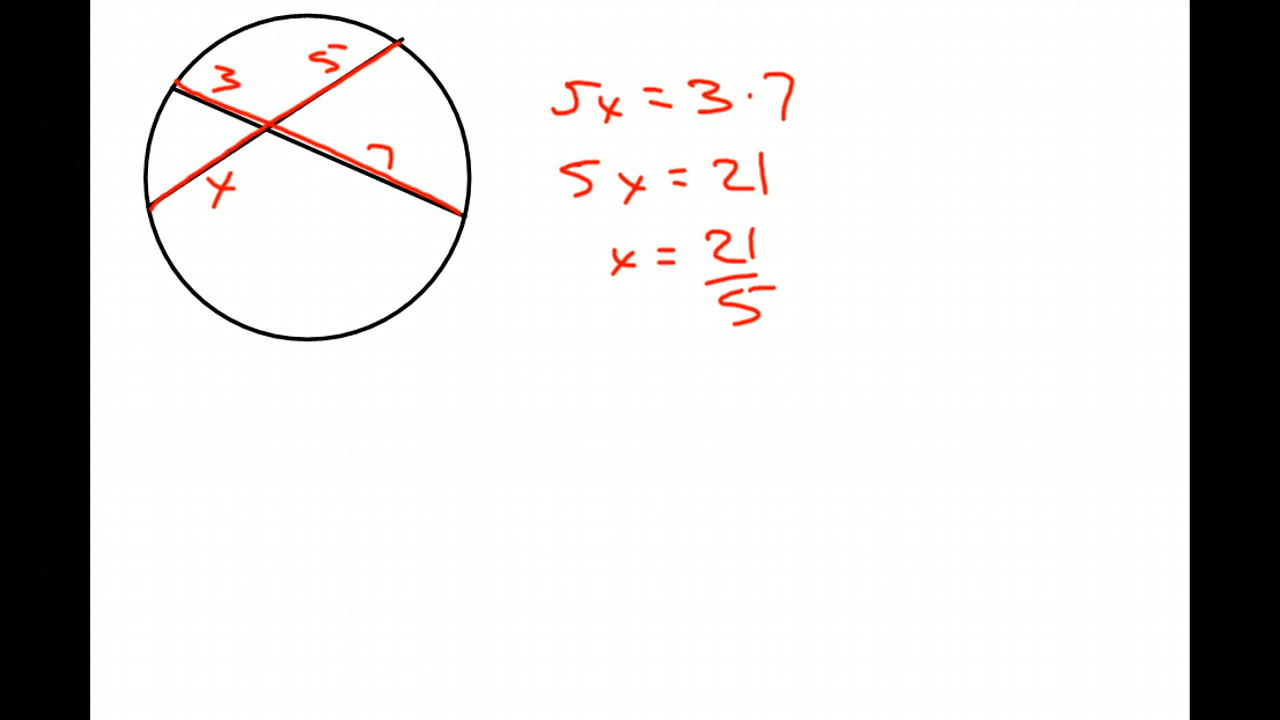 3 5
7
x
5x = 3·7
5x = 21
x = 21/5